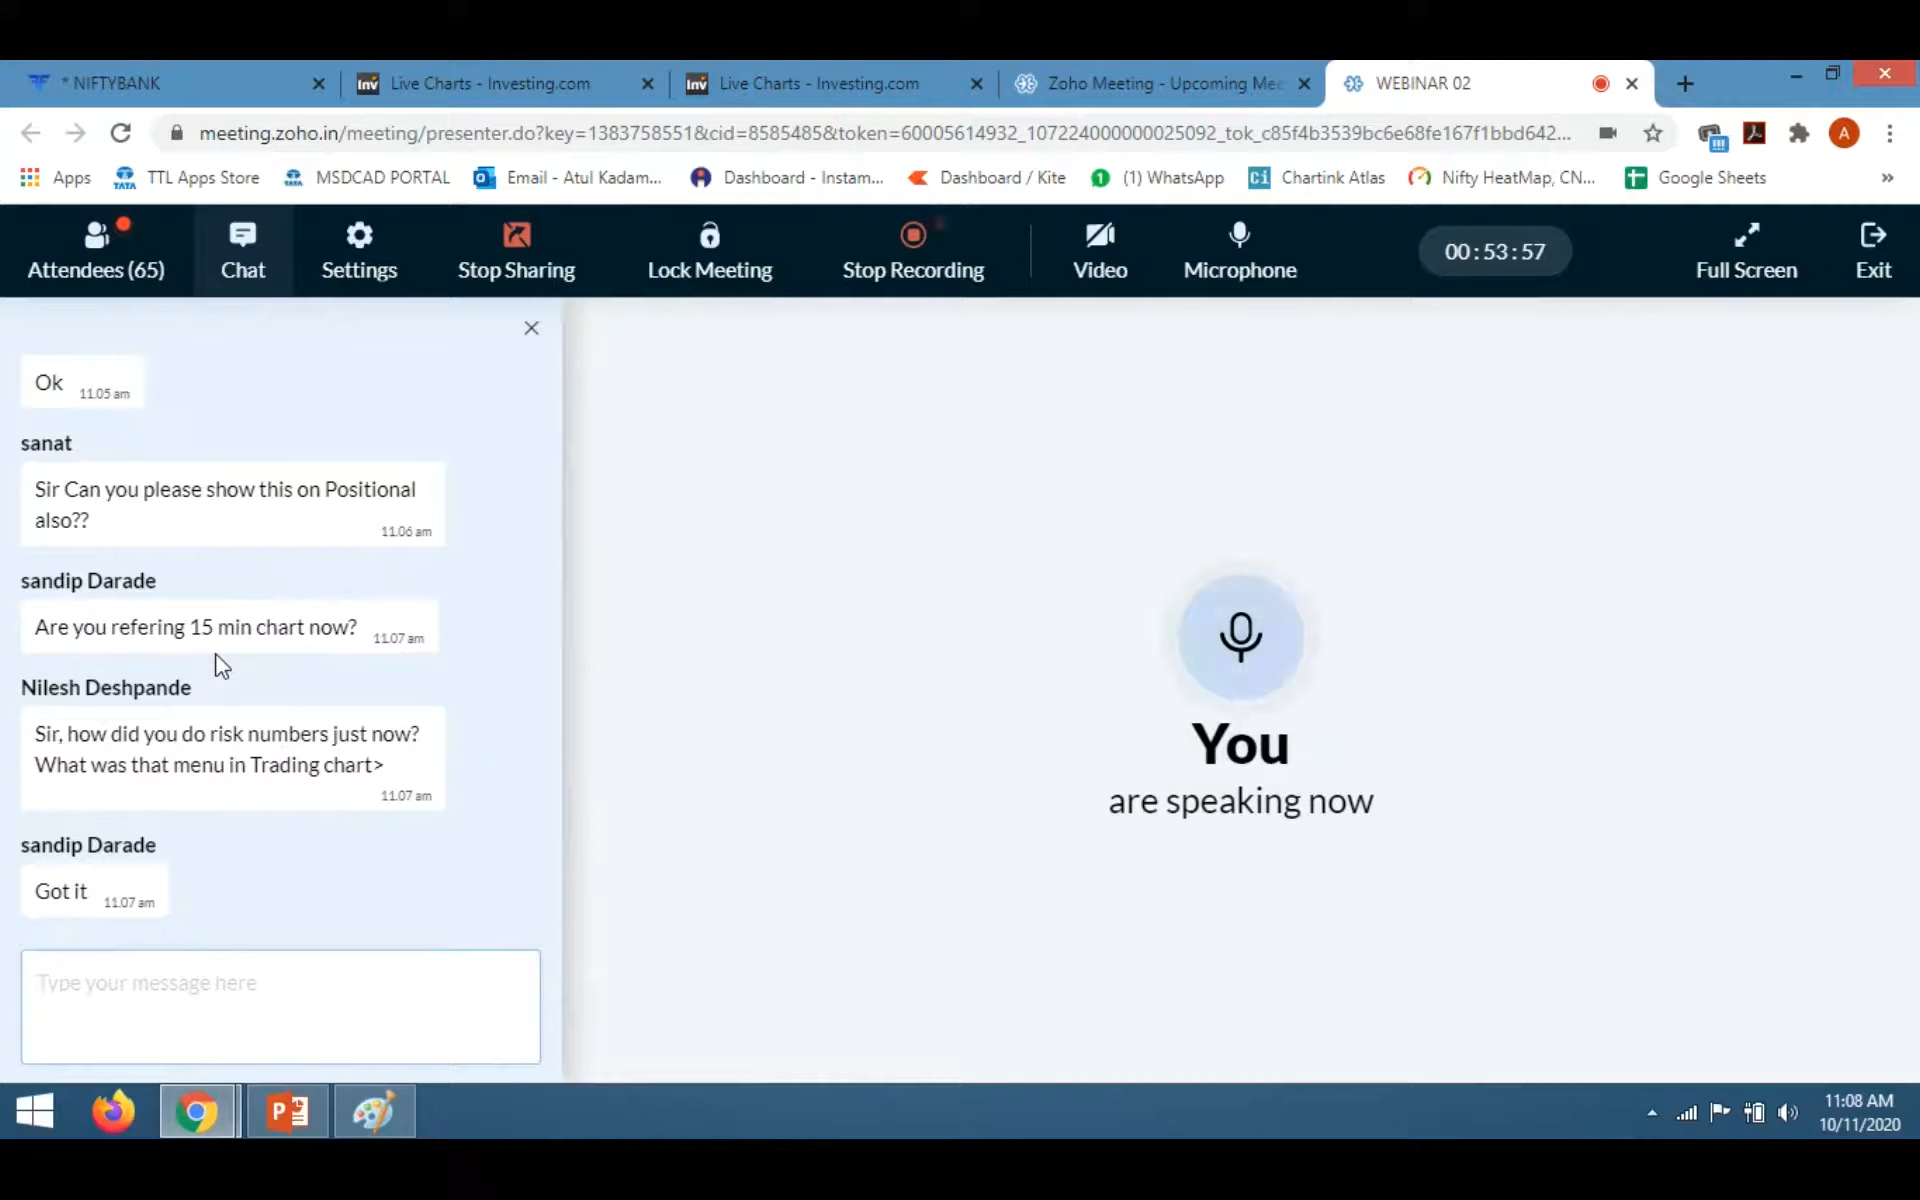 * NIFTYBANK
Live Charts - Investing.com
Live Charts - Investing.com
Zoho Meeting - Upcoming Mee
WEBINAR 02
meeting.zoho.in/meeting/presenter.do?key=1383758551&cid=8585485&token=60005614932_107224000000025092_tok_c85f4b3539bc6e68fe167f1bbd642...
A
Apps
TATA TTL Apps Store
TATA MSDCAD PORTAL
Email - Atul Kadam...
Dashboard - Instam...
Dashboard / Kite
1 (1) WhatsApp
Ci Chartink Atlas
Nifty HeatMap, CN...
Google Sheets
»
Attendees (65)
Chat
Settings
Stop Sharing
Lock Meeting
Stop Recording
Video
Microphone
00:53:57
Full Screen
Exit
Ok 11.05 am
sanat
Sir Can you please show this on Positional
also??
11.06 am
sandip Darade
Are you refering 15 min chart now? 11.07 am
Nilesh Deshpande
Sir, how did you do risk numbers just now?
What was that menu in Trading chart>
11.07 am
sandip Darade
Got it 11.07 am
Type your message here
You
are speaking now
11:08 AM
10/11/2020